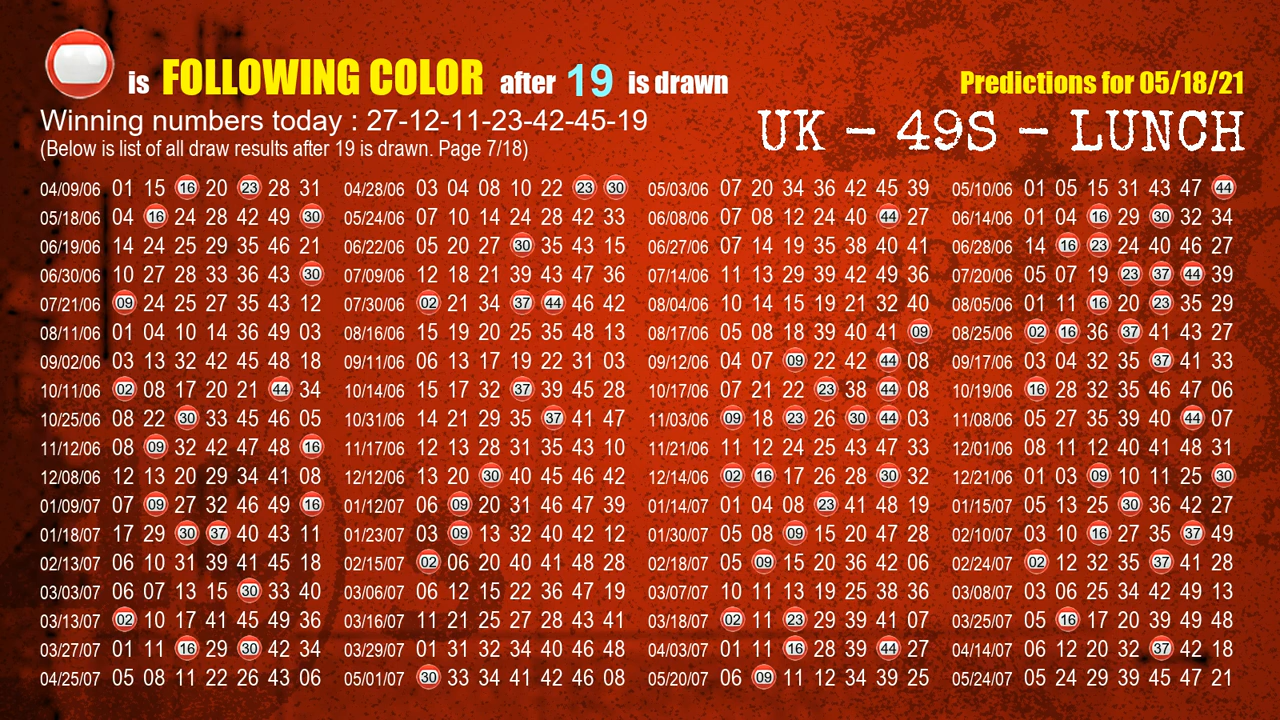 is FOLLOWING COLOR after 19 is drawn
Predictions for 05/18/21
Winning numbers today : 27-12-11-23-42-45-19
UK - 49S - LUNCH
(Below is list of all draw results after 19 is drawn. Page 7/18)
04/09/06 01 15 16 20 23 28 31 04/28/06 03 04 08 10 22 23 30 05/03/06 07 20 34 36 42 45 39 05/10/06 01 05 15 31 43 47 44
05/18/06 04 16 24 28 42 49 30 05/24/06 07 10 14 24 28 42 33 06/08/06 07 08 12 24 40 44 27 06/14/06 01 04 16 29 30 32 34
06/19/06 14 24 25 29 35 46 21 06/22/06 05 20 27 30 35 43 15 06/27/06 07 14 19 35 38 40 41 06/28/06 14 16 23 24 40 46 27
06/30/06 10 27 28 33 36 43 30 07/09/06 12 18 21 39 43 47 36 07/14/06 11 13 29 39 42 49 36 07/20/06 05 07 19 23 37 44 39
07/21/06 09 24 25 27 35 43 12 07/30/06 02 21 34 37 44 46 42 08/04/06 10 14 15 19 21 32 40 08/05/06 01 11 16 20 23 35 29
08/11/06 01 04 10 14 36 49 03 08/16/06 15 19 20 25 35 48 13 08/17/06 05 08 18 39 40 41 09 08/25/06 02 16 36 37 41 43 27
09/02/06 03 13 32 42 45 48 18 09/11/06 06 13 17 19 22 31 03 09/12/06 04 07 09 22 42 44 08 09/17/06 03 04 32 35 37 41 33
10/11/06 02 08 17 20 21 44 34 10/14/06 15 17 32 37 39 45 28 10/17/06 07 21 22 23 38 44 08 10/19/06 16 28 32 35 46 47 06
10/25/06 08 22 30 33 45 46 05 10/31/06 14 21 29 35 37 41 47 11/03/06 09 18 23 26 30 44 03 11/08/06 05 27 35 39 40 44 07
11/12/06 08 09 32 42 47 48 16 11/17/06 12 13 28 31 35 43 10 11/21/06 11 12 24 25 43 47 33 12/01/06 08 11 12 40 41 48 31
12/08/06 12 13 20 29 34 41 08 12/12/06 13 20 30 40 45 46 42 12/14/06 02 16 17 26 28 30 32 12/21/06 01 03 09 10 11 25 30
01/09/07 07 09 27 32 46 49 16 01/12/07 06 09 20 31 46 47 39 01/14/07 01 04 08 23 41 48 19 01/15/07 05 13 25 30 36 42 27
01/18/07 17 29 30 37 40 43 11 01/23/07 03 09 13 32 40 42 12 01/30/07 05 08 09 15 20 47 28 02/10/07 03 10 16 27 35 37 49
02/13/07 06 10 31 39 41 45 18 02/15/07 02 06 20 40 41 48 28 02/18/07 05 09 15 20 36 42 06 02/24/07 02 12 32 35 37 41 28
03/03/07 06 07 13 15 30 33 40 03/06/07 06 12 15 22 36 47 19 03/07/07 10 11 13 19 25 38 36 03/08/07 03 06 25 34 42 49 13
03/13/07 02 10 17 41 45 49 36 03/16/07 11 21 25 27 28 43 41 03/18/07 02 11 23 29 39 41 07 03/25/07 05 16 17 20 39 49 48
03/27/07 01 11 16 29 30 42 34 03/29/07 01 31 32 34 40 46 48 04/03/07 01 11 16 28 39 44 27 04/14/07 06 12 20 32 37 42 18
04/25/07 05 08 11 22 26 43 06 05/01/07 30 33 34 41 42 46 08 05/20/07 06 09 11 12 34 39 25 05/24/07 05 24 29 39 45 47 21